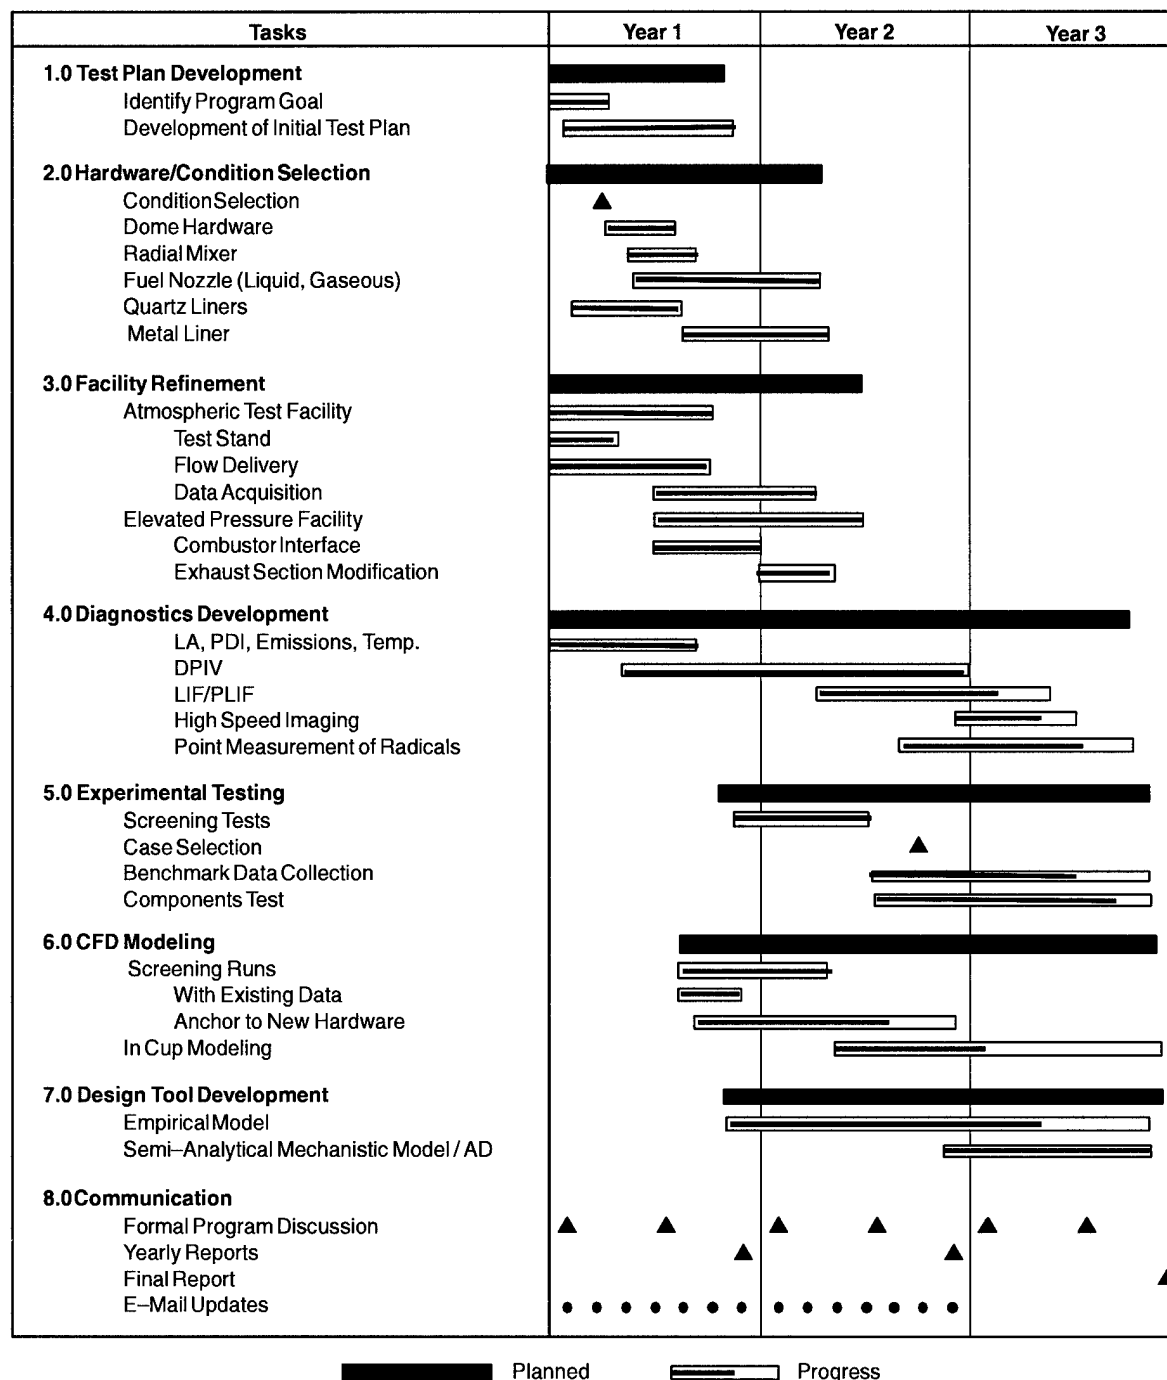 Tasks Year 1 Year 2 Year 3
1.0 Test Plan Development
Identify Program Goal
Development of Initial Test Plan
2.0 Hardware/Condition Selection
Condition Selection
Dome Hardware
Radial Mixer
Fuel Nozzle (Liquid, Gaseous)
Quartz Liners
Metal Liner
3.0 Facility Refinement
Atmospheric Test Facility
Test Stand
Flow Delivery
Data Acquisition
Elevated Pressure Facility
Combustor Interface
Exhaust Section Modification
4.0 Diagnostics Development
LA, PDI, Emissions, Temp.
DPIV
LIF/PLIF
High Speed Imaging
Point Measurement of Radicals
5.0 Experimental Testing
Screening Tests
Case Selection
Benchmark Data Collection
Components Test
6.0 CFD Modeling
Screening Runs
With Existing Data
Anchor to New Hardware
In Cup Modeling
7.0 Design Tool Development
Empirical Model
Semi–Analytical Mechanistic Model / AD
8.0 Communication
Formal Program Discussion
Yearly Reports
Final Report
E–Mail Updates
Planned Progress